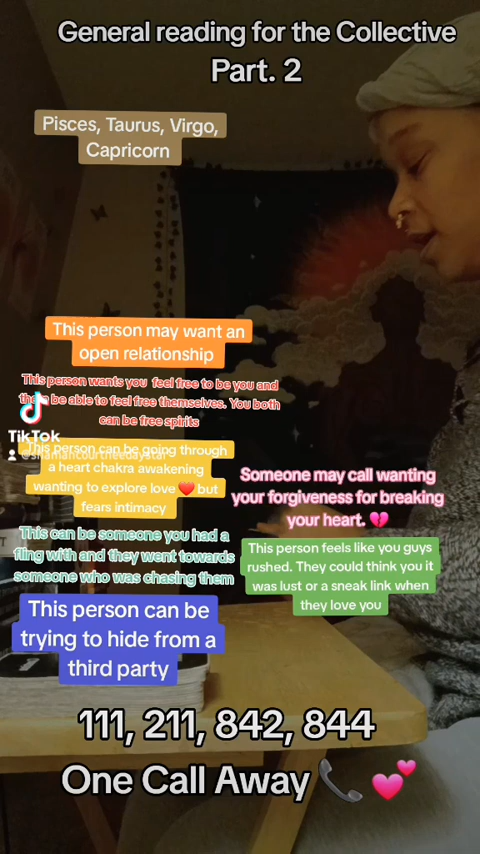 General reading for the Collective
Part. 2
Pisces, Taurus, Virgo,
Capricorn
This person may want an
open relationship
This person wants you feel free to be you and
be able to feel free themselves. You both
can be free spirits
TikTok
This person can be going through
a heart chakra awakening
wanting to explore love ❤️ but
fears intimacy
Someone may call wanting
your forgiveness for breaking
your heart. 💔
This can be someone you had a
fling with and they went towards
someone who was chasing them
This person feels like you guys
rushed. They could think you it
was lust or a sneak link when
they love you
This person can be
trying to hide from a
third party
111, 211, 842, 844
One Call Away 📞 💕